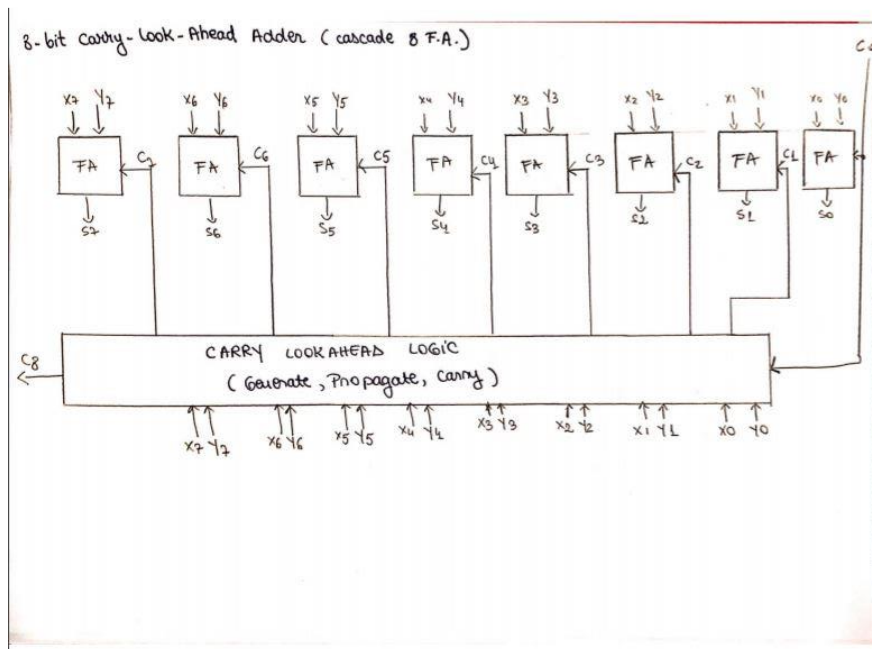 8-bit Carry-Look-Ahead Adder ( cascade 8 F.A.)
X7 Y7 X6 Y6 X5 Y5 X4 Y4 X3 Y3 X2 Y2 X1 Y1 X0 Y0
FA C7 FA C6 FA C5 FA C4 FA C3 FA C2 FA C1 FA
S7 S6 S5 S4 S3 S2 S1 S0
C8
CARRY LOOKAHEAD LOGIC
( Generate, Propagate, Carry )
X7 Y7 X6 Y6 X5 Y5 X4 Y4 X3 Y3 X2 Y2 X1 Y1 X0 Y0